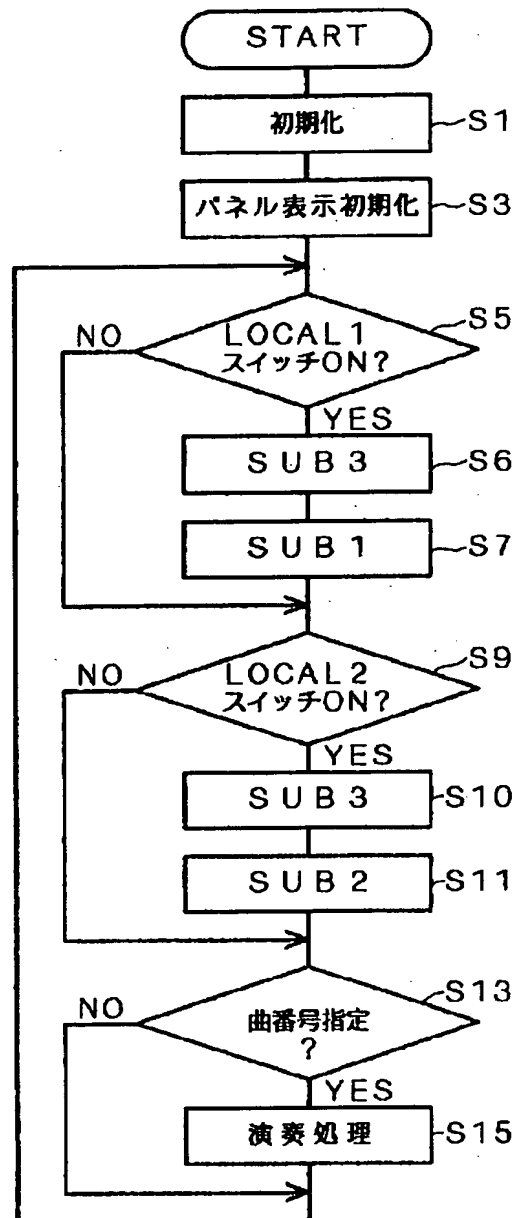 START
初期化
S1
パネル表示初期化
S3
S5
NO
LOCAL1
スイッチON?
YES
SUB3
S6
SUB1
S7
S9
NO
LOCAL2
スイッチON?
YES
SUB3
S10
SUB2
S11
S13
NO
曲番号指定
?
YES
演奏処理
S15